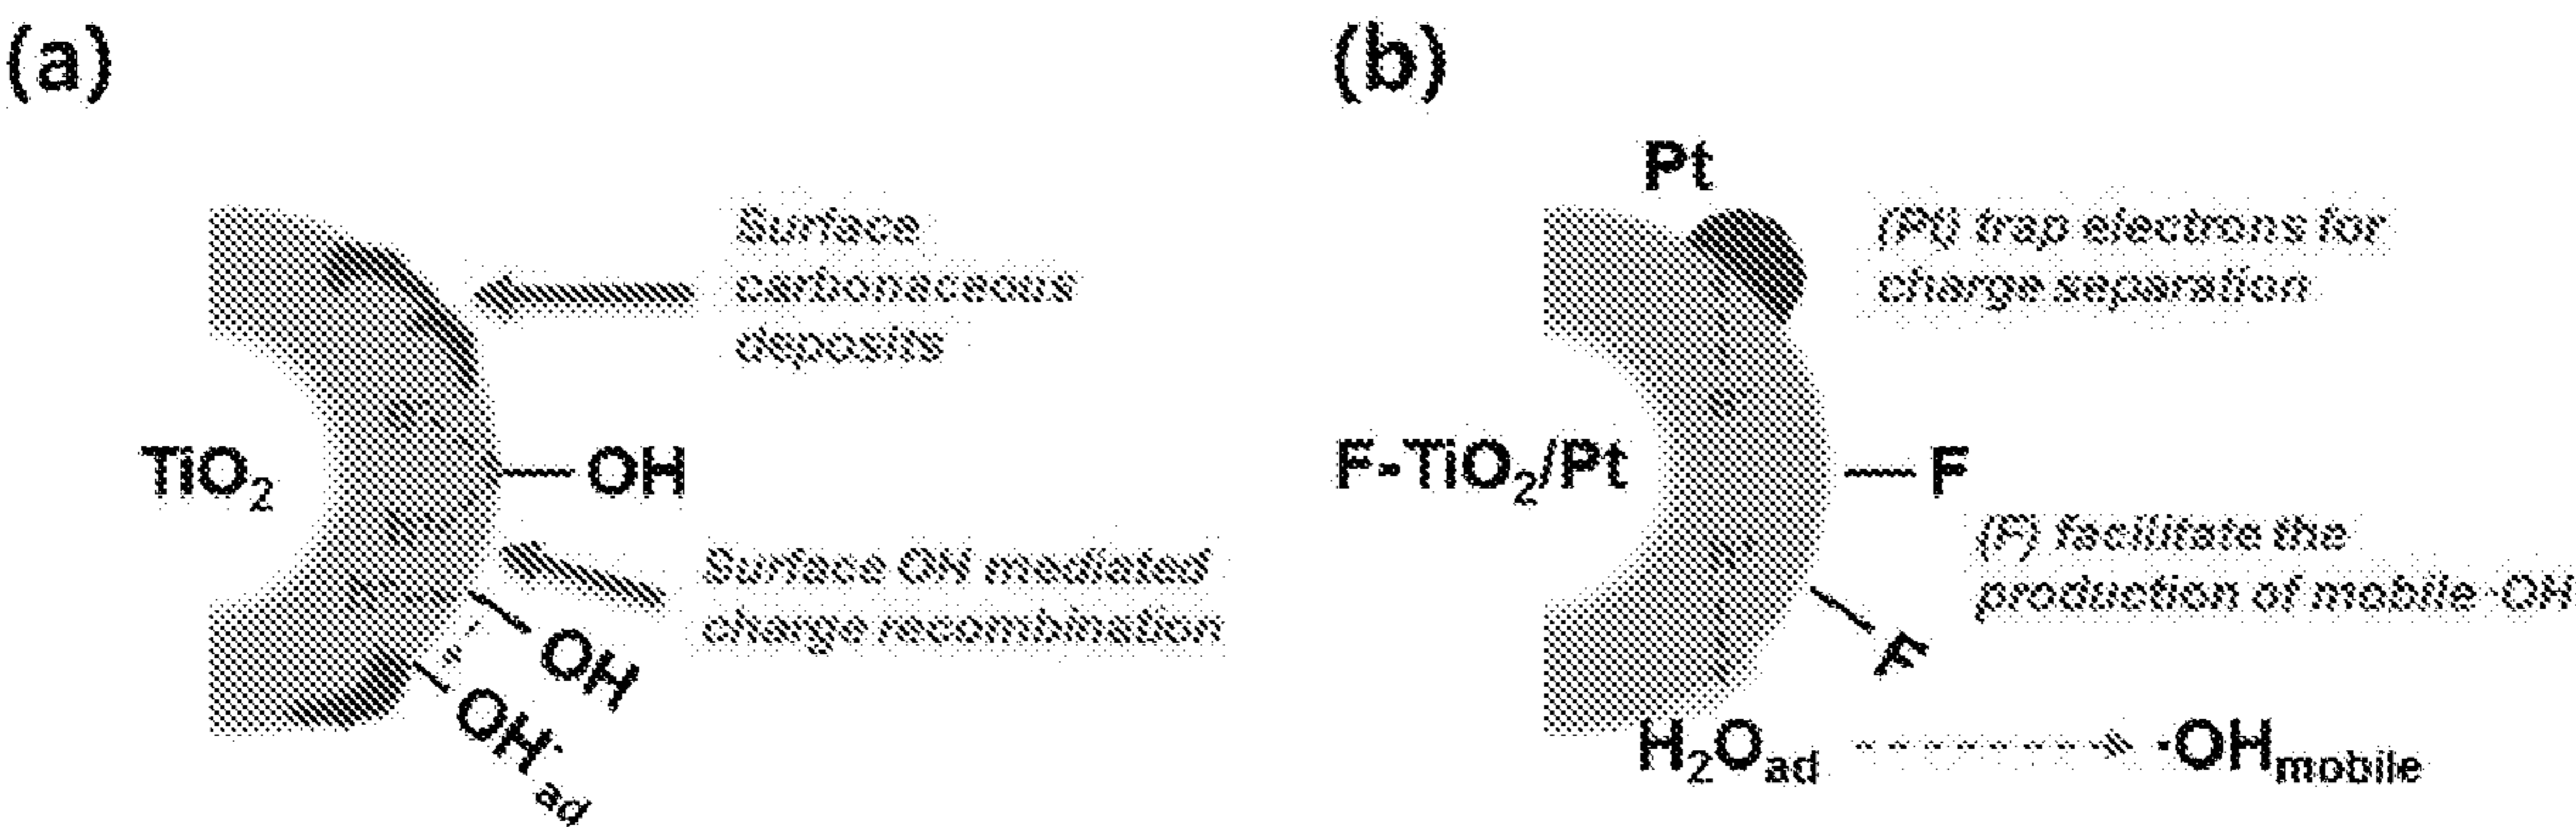 (a)
Surface
carbonaceous
deposits
TiO₂
OH
Surface OH mediated
charge recombination
OH
OH·ad
(b)
Pt
(Pt) trap electrons for
charge separation
F-TiO₂/Pt
F
(F) facilitate the
production of mobile ·OH
F
H₂Oad
·OHmobile